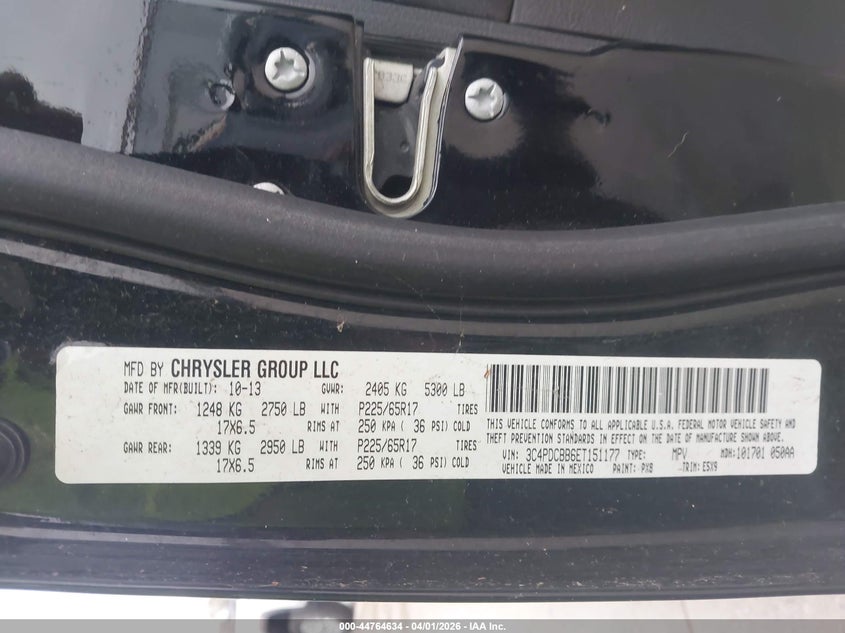 MFD BY CHRYSLER GROUP LLC
DATE OF MFR(BUILT): 10-13 GVWR: 2405 KG 5300 LB
GAWR FRONT: 1248 KG 2750 LB WITH P225/65R17 TIRES
17X6.5 RIMS AT 250 KPA ( 36 PSI) COLD
GAWR REAR: 1339 KG 2950 LB WITH P225/65R17 TIRES
17X6.5 RIMS AT 250 KPA ( 36 PSI) COLD
THIS VEHICLE CONFORMS TO ALL APPLICABLE U.S.A. FEDERAL MOTOR VEHICLE SAFETY AND
THEFT PREVENTION STANDARDS IN EFFECT ON THE DATE OF MANUFACTURE SHOWN ABOVE.
VIN: 3C4PDCBB6ET151177 TYPE: MPV MDH:101701 050AA
VEHICLE MADE IN MEXICO PAINT: PX8 TRIM: E5X9
000-44764634 - 04/01/2026 - IAA Inc.